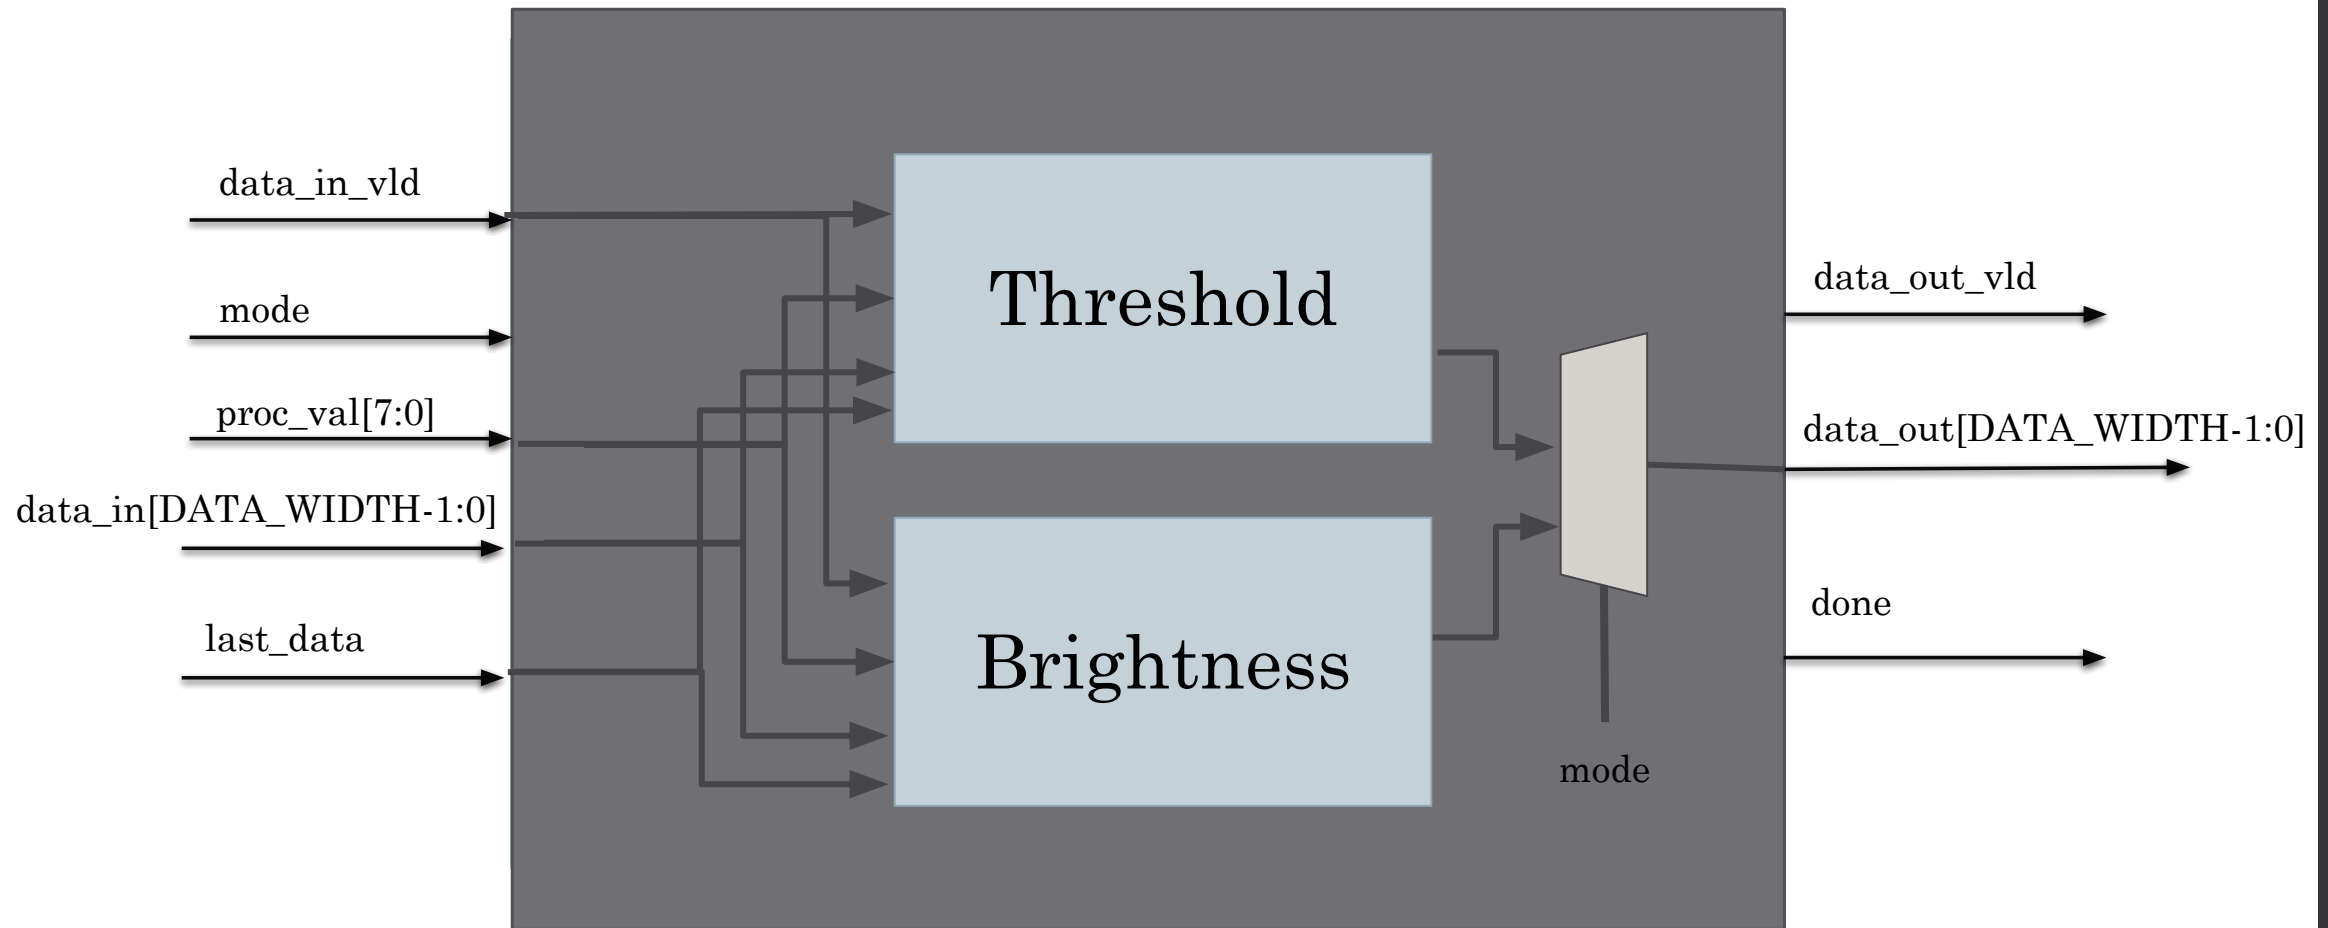 data_in_vld
mode
proc_val[7:0]
data_in[DATA_WIDTH-1:0]
last_data
Threshold
Brightness
mode
data_out_vld
data_out[DATA_WIDTH-1:0]
done